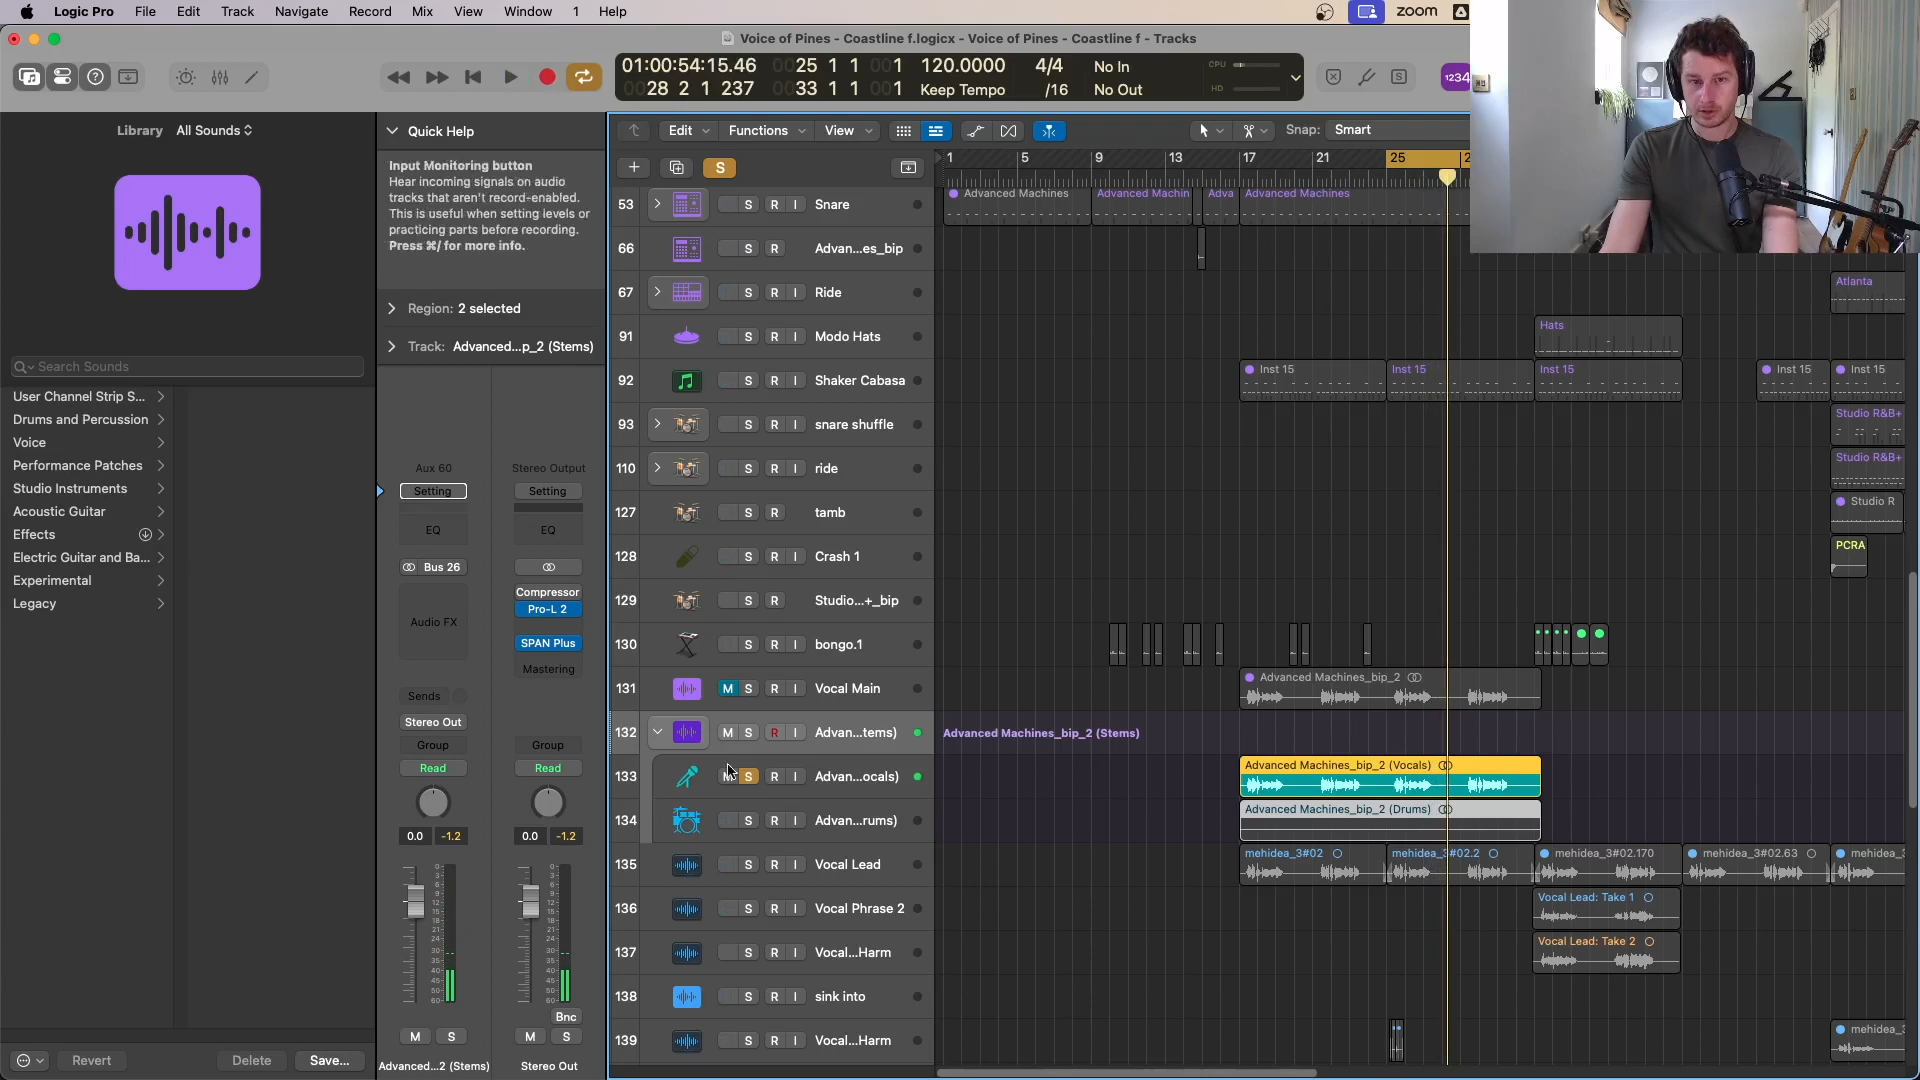 Logic Pro File Edit Track Navigate Record Mix View Window 1 Help
zoom
Voice of Pines - Coastline f.logicx - Voice of Pines - Coastline f - Tracks
01:00:54:15.46 0025 1 1 001 120.0000 4/4 No In
0028 2 1 237 0033 1 1 001 Keep Tempo /16 No Out
CPU
HD
1234
Library All Sounds
Search Sounds
User Channel Strip S...
Drums and Percussion
Voice
Performance Patches
Studio Instruments
Acoustic Guitar
Effects
Electric Guitar and Ba...
Experimental
Legacy
Revert Delete Save...
Quick Help
Input Monitoring button
Hear incoming signals on audio
tracks that aren't record-enabled.
This is useful when setting levels or
practicing parts before recording.
Press ⌘/ for more info.
Region: 2 selected
Track: Advanced...p_2 (Stems)
Aux 60 Stereo Output
Setting Setting
EQ EQ
Bus 26
Compressor
Pro-L 2
Audio FX
SPAN Plus
Mastering
Sends
Stereo Out
Group Group
Read Read
0.0 -1.2 0.0 -1.2
Bnc
M S M S
Advanced...2 (Stems) Stereo Out
Edit Functions View Snap: Smart
S
1 5 9 13 17 21 25 2
53 S R I Snare
Advanced Machines Advanced Machin Adva Advanced Machines
66 S R Advan...es_bip
67 S R I Ride
Atlanta
91 S R I Modo Hats
Hats
92 S R I Shaker Cabasa
Inst 15 Inst 15 Inst 15 Inst 15 Inst 15
93 S R I snare shuffle
Studio R&B+
110 S R I ride
Studio R&B+
127 S R tamb
Studio R
128 S R I Crash 1
PCRA
129 S R Studio...+_bip
130 S R I bongo.1
131 M S R I Vocal Main
Advanced Machines_bip_2
132 M S R I Advan...tems)
Advanced Machines_bip_2 (Stems)
133 M S R I Advan...ocals)
Advanced Machines_bip_2 (Vocals)
134 S R I Advan...rums)
Advanced Machines_bip_2 (Drums)
135 S R I Vocal Lead
mehidea_3#02 mehidea_3#02.2 mehidea_3#02.170 mehidea_3#02.63 mehidea_3
136 S R I Vocal Phrase 2
Vocal Lead: Take 1
137 S R I Vocal...Harm
Vocal Lead: Take 2
138 S R I sink into
139 S R I Vocal...Harm
mehidea_3